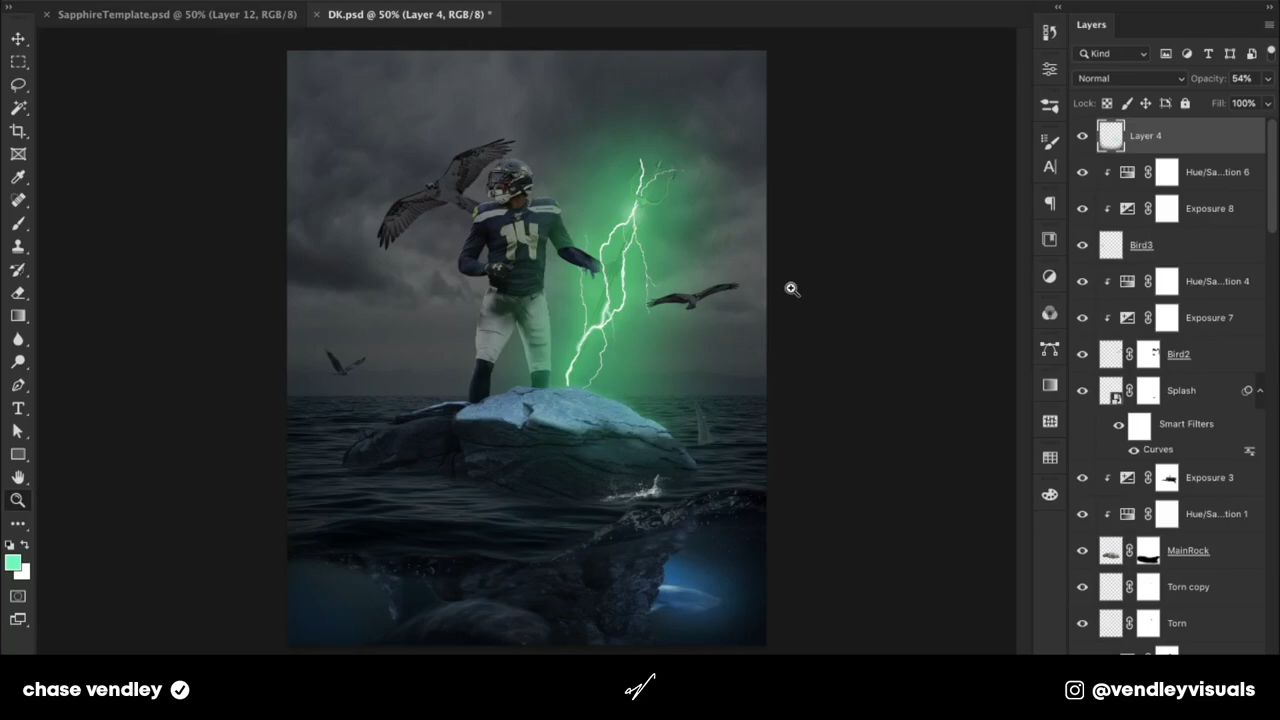 SapphireTemplate.psd @ 50% (Layer 12, RGB/8)
DK.psd @ 50% (Layer 4, RGB/8) *
Layers
Kind
Normal
Opacity: 54%
Lock:
Fill: 100%
Layer 4
Hue/Sa...tion 6
Exposure 8
Bird3
Hue/Sa...tion 4
Exposure 7
Bird2
Splash
Smart Filters
Curves
Exposure 3
Hue/Sa...tion 1
MainRock
Torn copy
Torn
14
chase vendley
@vendleyvisuals